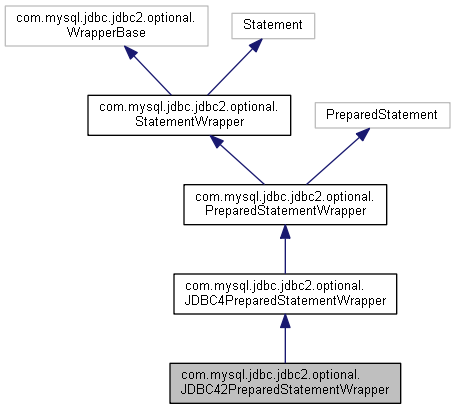 com.mysql.jdbc.jdbc2.optional.
WrapperBase
Statement
com.mysql.jdbc.jdbc2.optional.
StatementWrapper
PreparedStatement
com.mysql.jdbc.jdbc2.optional.
PreparedStatementWrapper
com.mysql.jdbc.jdbc2.optional.
JDBC4PreparedStatementWrapper
com.mysql.jdbc.jdbc2.optional.
JDBC42PreparedStatementWrapper